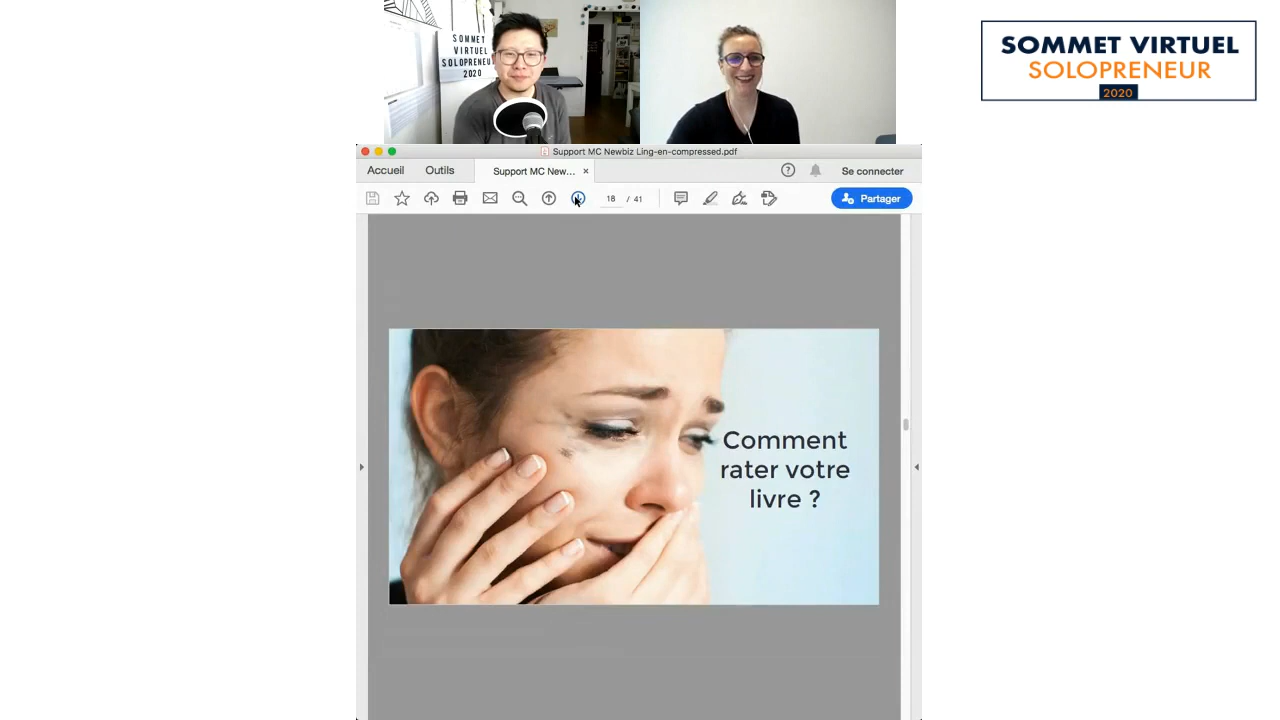 SOMMET
VIRTUEL
SOLOPRENEUR
2020
SOMMET VIRTUEL
SOLOPRENEUR
2020
Support MC Newbiz Ling-en-compressed.pdf
Accueil
Outils
Support MC New...
×
?
Se connecter
18 / 41
Partager
Comment
rater votre
livre ?